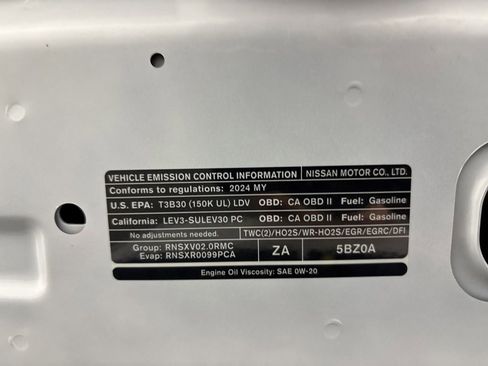 VEHICLE EMISSION CONTROL INFORMATION NISSAN MOTOR CO., LTD.
Conforms to regulations: 2024 MY
U.S. EPA: T3B30 (150K UL) LDV OBD: CA OBD II Fuel: Gasoline
California: LEV3-SULEV30 PC OBD: CA OBD II Fuel: Gasoline
No adjustments needed. TWC(2)/HO2S/WR-HO2S/EGR/EGRC/DFI
Group: RNSXV02.0RMC
Evap: RNSXR0099PCA
ZA 5BZ0A
Engine Oil Viscosity: SAE 0W-20